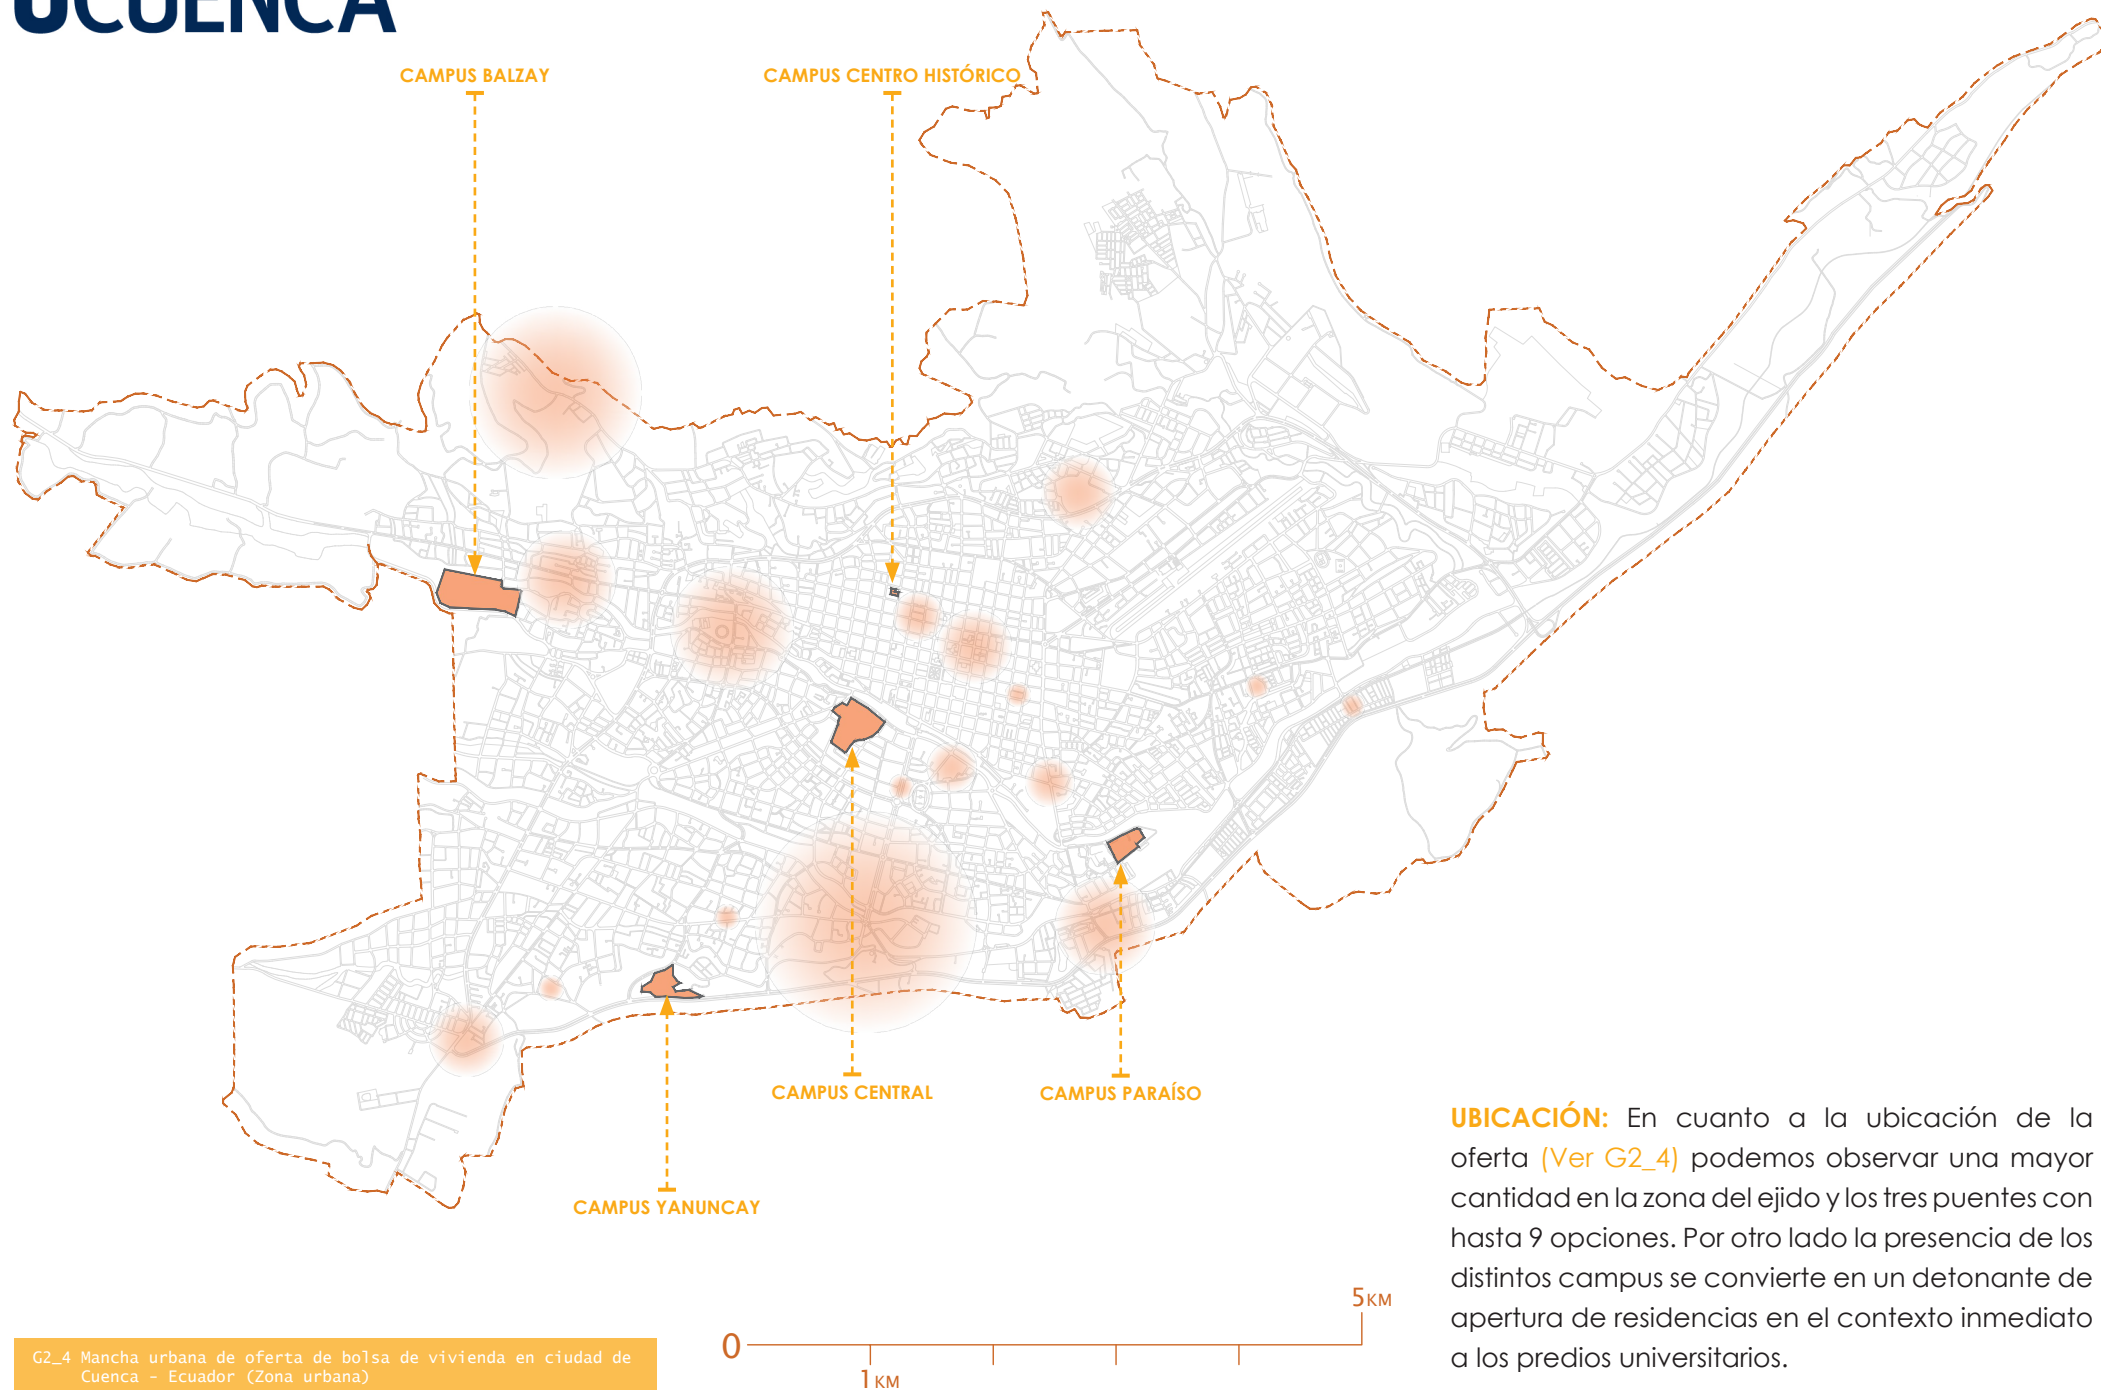 UCUENCA
CAMPUS BALZAY
CAMPUS CENTRO HISTÓRICO
CAMPUS CENTRAL
CAMPUS PARAÍSO
CAMPUS YANUNCAY
UBICACIÓN: En cuanto a la ubicación de la
oferta (Ver G2_4) podemos observar una mayor
cantidad en la zona del ejido y los tres puentes con
hasta 9 opciones. Por otro lado la presencia de los
distintos campus se convierte en un detonante de
apertura de residencias en el contexto inmediato
a los predios universitarios.
0
1KM
5KM
G2_4 Mancha urbana de oferta de bolsa de vivienda en ciudad de
Cuenca - Ecuador (Zona urbana)